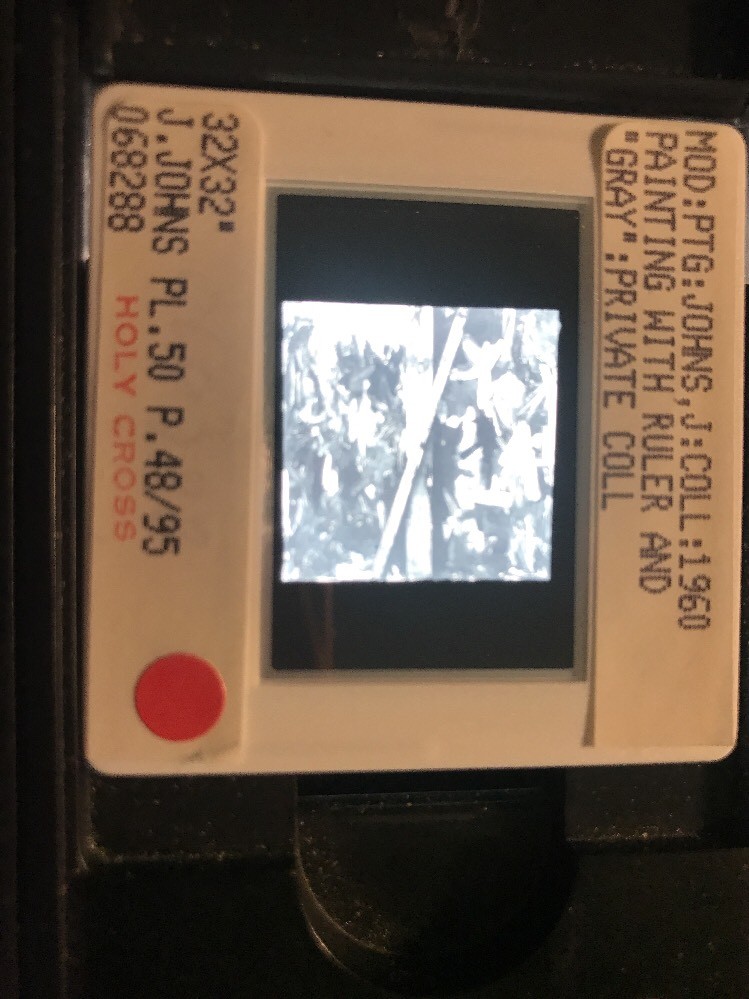 MOD:PTG:JOHNS,J:COLL:1960
PAINTING WITH RULER AND
"GRAY":PRIVATE COLL
32X32"
J.JOHNS PL.50 P.48/95
068288
HOLY CROSS